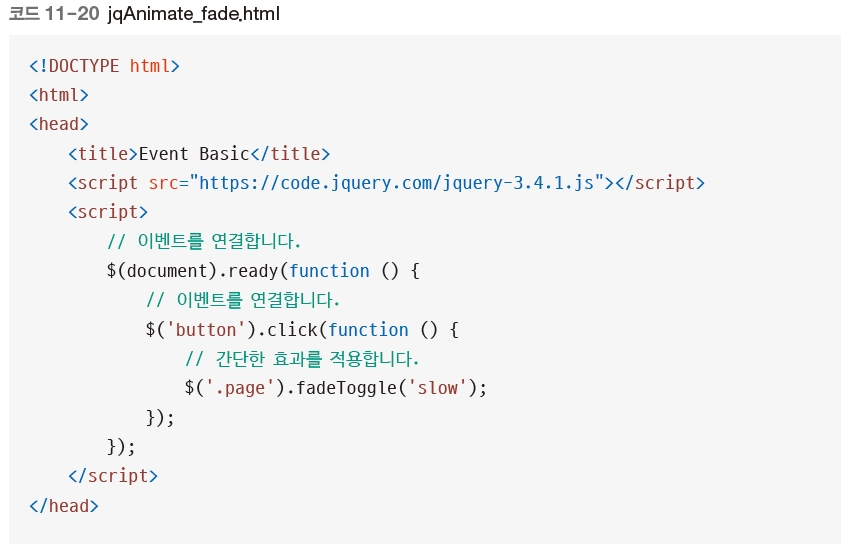 코드 11-20 jqAnimate_fade.html
<!DOCTYPE html>
<html>
<head>
    <title>Event Basic</title>
    <script src="https://code.jquery.com/jquery-3.4.1.js"></script>
    <script>
        // 이벤트를 연결합니다.
        $(document).ready(function () {
            // 이벤트를 연결합니다.
            $('button').click(function () {
                // 간단한 효과를 적용합니다.
                $('.page').fadeToggle('slow');
            });
        });
    </script>
</head>